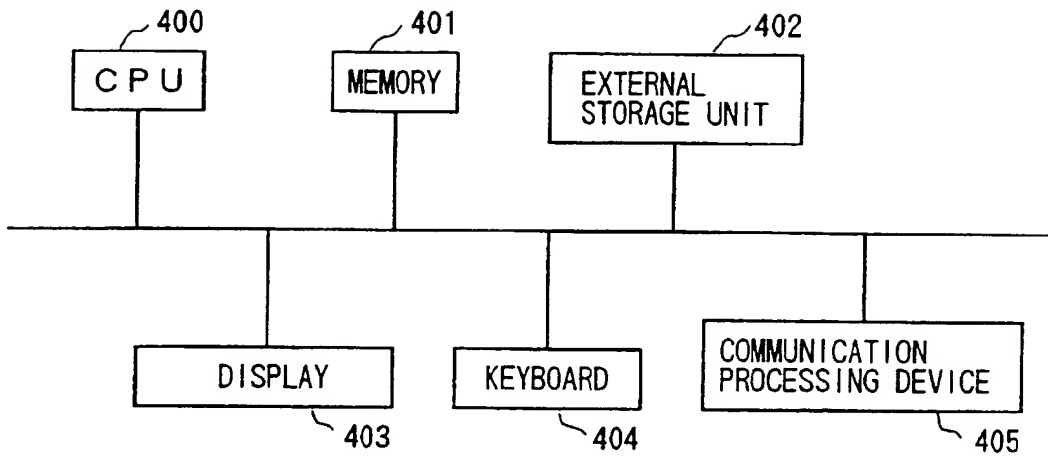 400
401
402
CPU
MEMORY
EXTERNAL
STORAGE UNIT
DISPLAY
KEYBOARD
COMMUNICATION
PROCESSING DEVICE
403
404
405